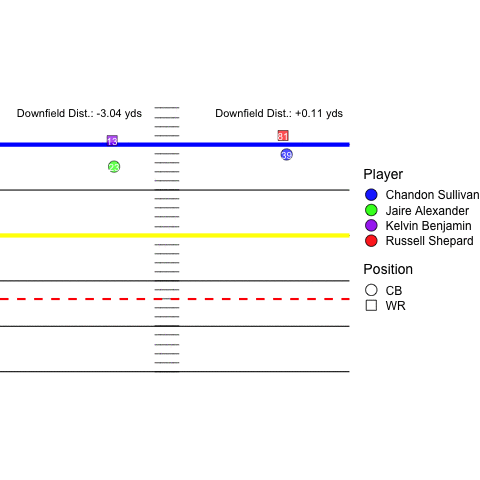 Downfield Dist.: -3.04 yds
Downfield Dist.: +0.11 yds
13
81
23
39
Player
Chandon Sullivan
Jaire Alexander
Kelvin Benjamin
Russell Shepard
Position
CB
WR